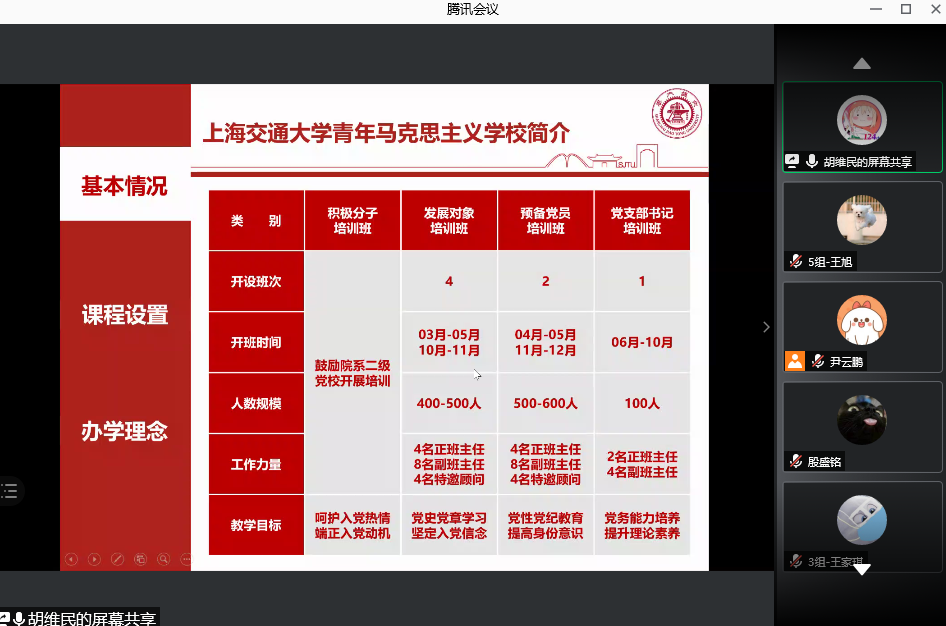 腾讯会议
上海交通大学青年马克思主义学校简介
基本情况
课程设置
办学理念
类 别
积极分子
培训班
发展对象
培训班
预备党员
培训班
党支部书记
培训班
开设班次
4
2
1
开班时间
03月-05月
10月-11月
04月-05月
11月-12月
06月-10月
鼓励院系二级
党校开展培训
人数规模
400-500人
500-600人
100人
工作力量
4名正班主任
8名副班主任
4名特邀顾问
4名正班主任
8名副班主任
4名特邀顾问
2名正班主任
4名副班主任
教学目标
呵护入党热情
端正入党动机
党史党章学习
坚定入党信念
党性党纪教育
提高身份意识
党务能力培养
提升理论素养
胡维民的屏幕共享
5组-王旭
尹云鹏
殷盛铭
3组-王家琪
胡维民的屏幕共享